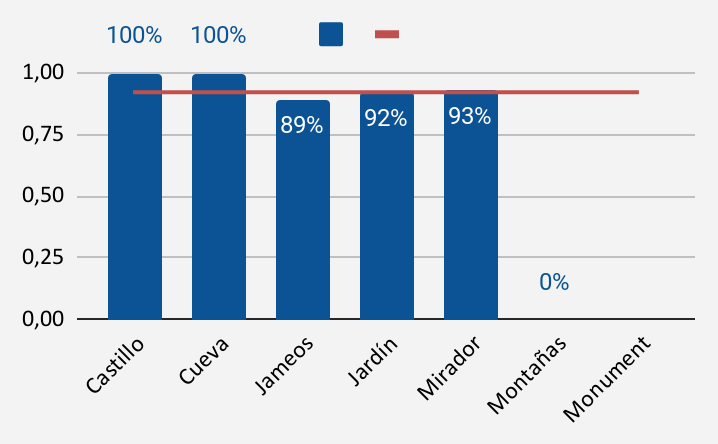 100% 100%
1,00
0,75
0,50
0,25
0,00
89% 92% 93% 0%
Castillo
Cueva
Jameos
Jardín
Mirador
Montañas
Monument